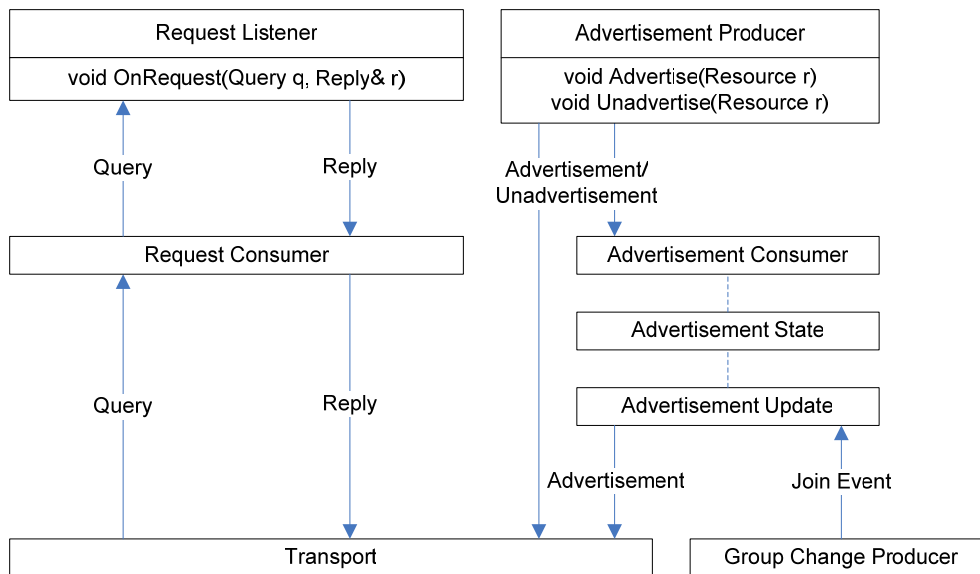 Request Listener
void OnRequest(Query q, Reply& r)
Query
Reply
Request Consumer
Query
Reply
Advertisement Producer
void Advertise(Resource r)
void Unadvertise(Resource r)
Advertisement/
Unadvertisement
Advertisement Consumer
Advertisement State
Advertisement Update
Advertisement
Join Event
Transport
Group Change Producer